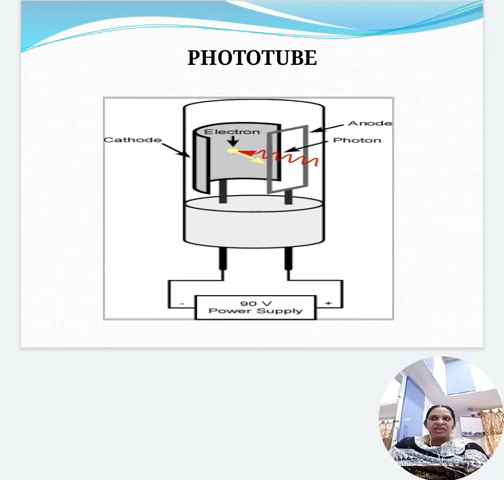 PHOTOTUBE
Electron
Anode
Cathode
Photon
-
+
90 V
Power Supply